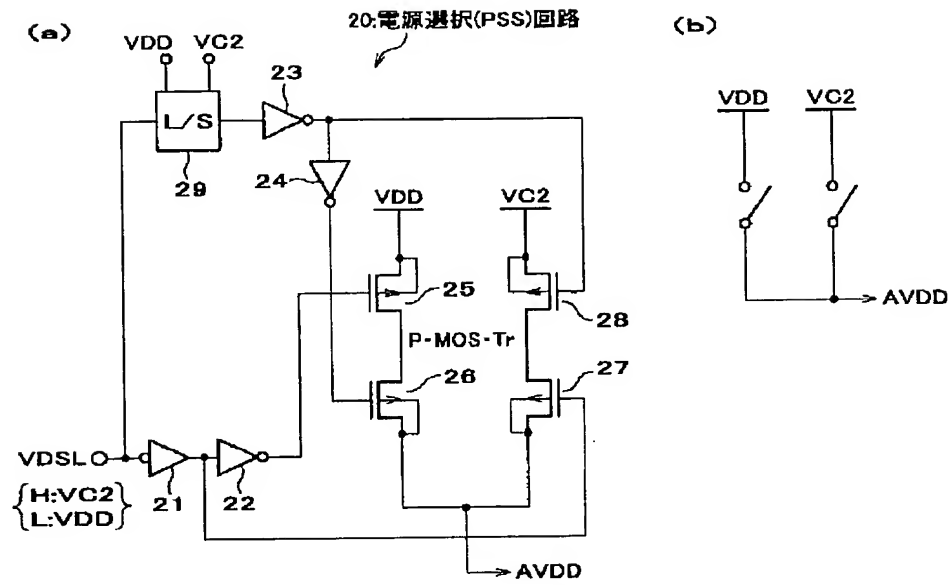 20:電源選択(PSS)回路
(a)
(b)
VDD VC2
23
L/S
29
24
VDD
VC2
25
28
P-MOS-Tr
26
27
VDSL
21
22
{H:VC2
L:VDD}
AVDD
VDD
VC2
AVDD